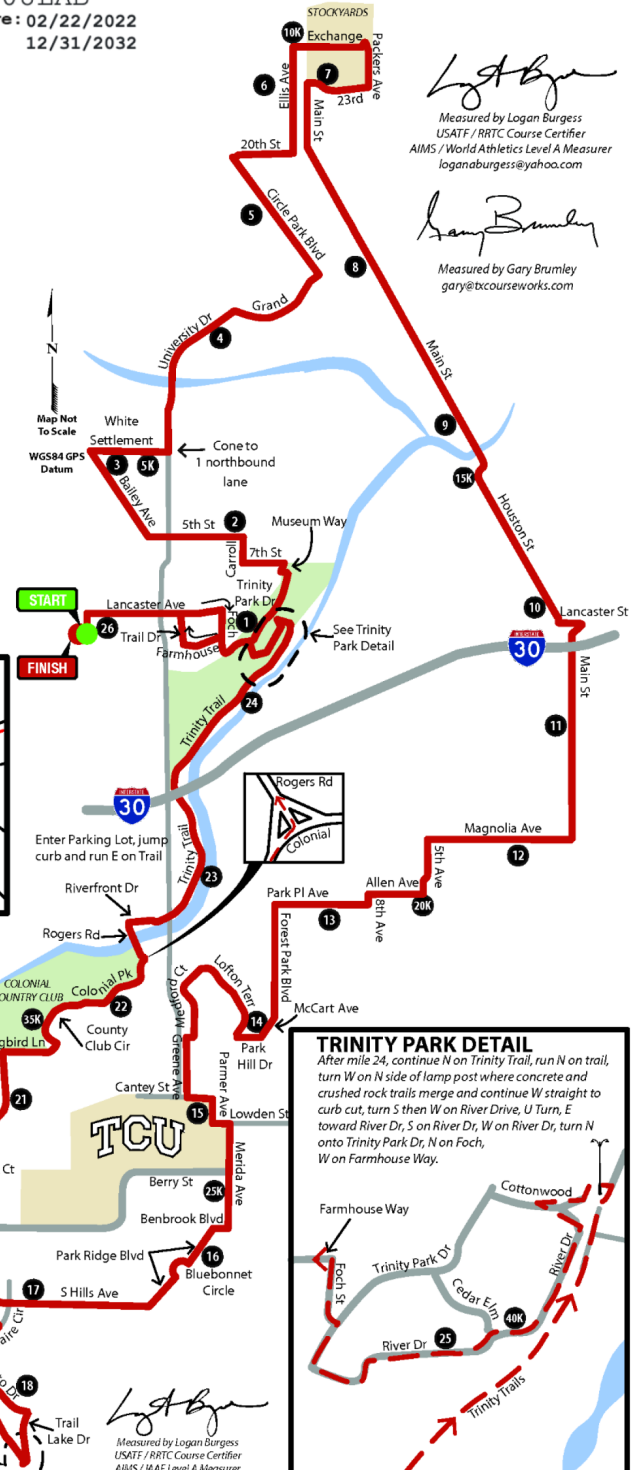 02/22/2022
12/31/2032
STOCKYARDS
10K
Exchange
Packers Ave
6
Ellis Ave
7
23rd
Main St
20th St
Measured by Logan Burgess
USATF / RRTC Course Certifier
AIMS / World Athletics Level A Measurer
loganaburgess@yahoo.com
5
Circle Park Blvd
8
Measured by Gary Brumley
gary@txcourseworks.com
Grand
University Dr
4
N
Main St
Map Not
To Scale
WGS84 GPS
Datum
White
Settlement
9
Cone to
1 northbound
lane
3
5K
15K
Bailey Ave
Houston St
5th St
2
Museum Way
Carroll
7th St
Trinity
Park Dr
START
Lancaster Ave
10
Lancaster St
26
Trail Dr
Foch
1
See Trinity
Park Detail
Farmhouse
FINISH
INTERSTATE
30
Main St
24
Trinity Trail
11
INTERSTATE
30
Rogers Rd
Colonial
Enter Parking Lot, jump
curb and run E on Trail
Trinity Trail
Magnolia Ave
12
5th Ave
23
Riverfront Dr
Allen Ave
20K
Park Pl Ave
13
8th Ave
Rogers Rd
Forest Park Blvd
COLONIAL
Colonial Pk
22
Medford Ct
Lofton Terr
35K
County
Club Cir
14
McCart Ave
Park
Hill Dr
Greene Ave
Parmer Ave
21
Cantey St
15
Lowden St
TCU
Merida Ave
Ct
Berry St
25K
Benbrook Blvd
Park Ridge Blvd
16
Bluebonnet
Circle
17
S Hills Ave
18
Trail
Lake Dr
Measured by Logan Burgess
USATF / RRTC Course Certifier
AIMS / IAAF Level A Measurer
TRINITY PARK DETAIL
After mile 24, continue N on Trinity Trail, run N on trail,
turn W on N side of lamp post where concrete and
crushed rock trails merge and continue W straight to
curb cut, turn S then W on River Drive, U Turn, E
toward River Dr, S on River Dr, W on River Dr, turn N
onto Trinity Park Dr, N on Foch,
W on Farmhouse Way.
Cottonwood
Farmhouse Way
Trinity Park Dr
River Dr
Foch St
Cedar Elm
40K
River Dr
25
Trinity Trails